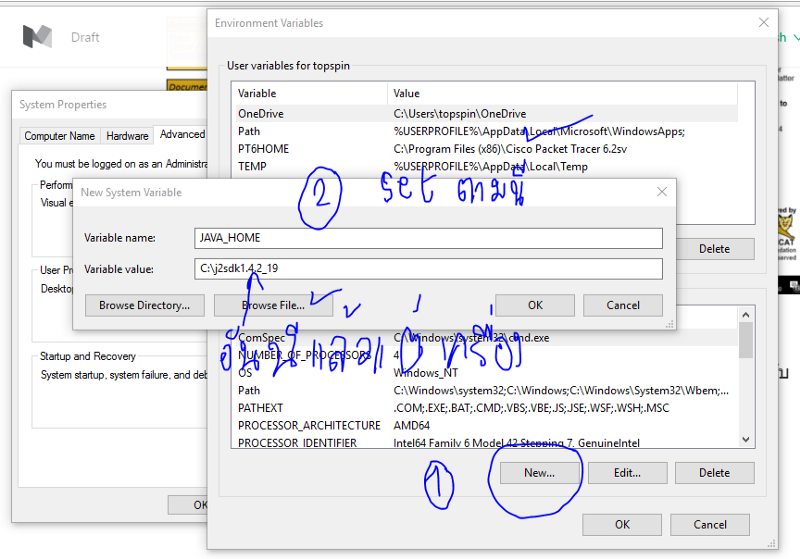 Draft
Environment Variables
User variables for topspin
Variable Value
OneDrive C:\Users\topspin\OneDrive
Path %USERPROFILE%\AppData\Local\Microsoft\WindowsApps;
PT6HOME C:\Program Files (x86)\Cisco Packet Tracer 6.2sv
TEMP %USERPROFILE%\AppData\Local\Temp
System Properties
Computer Name Hardware Advanced
You must be logged on as an Administra
Perform
Visual e
② set ตามนี้
New System Variable
Variable name: JAVA_HOME
Variable value: C:\j2sdk1.4.2_19
Browse Directory... Browse File... OK Cancel
Delete
User Pr
Desktop
อันนี้แล้วแต่เครื่อง
Startup and Recovery
System startup, system failure, and deb
ComSpec C:\Windows\system32\cmd.exe
NUMBER_OF_PROCESSORS 4
OS Windows_NT
Path C:\Windows\system32;C:\Windows;C:\Windows\System32\Wbem;...
PATHEXT .COM;.EXE;.BAT;.CMD;.VBS;.VBE;.JS;.JSE;.WSF;.WSH;.MSC
PROCESSOR_ARCHITECTURE AMD64
PROCESSOR_IDENTIFIER Intel64 Family 6 Model 42 Stepping 7, GenuineIntel
① New... Edit... Delete
OK
OK Cancel